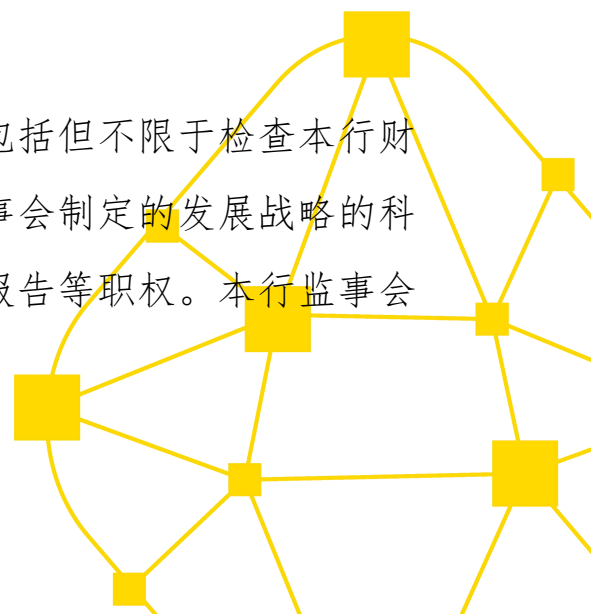 包括但不限于检查本行财
事会制定的发展战略的科
报告等职权。本行监事会